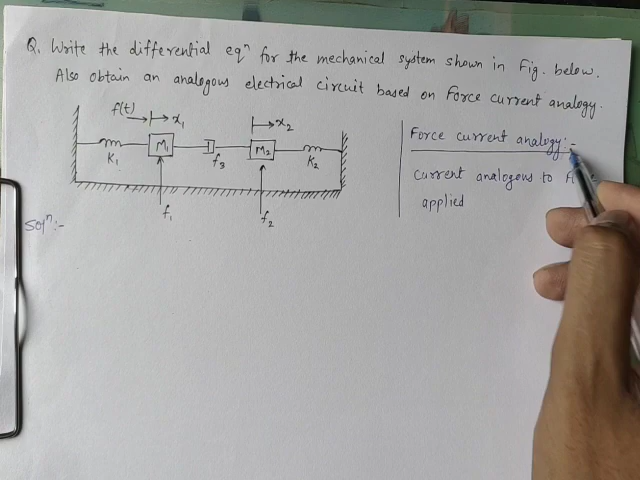 Q. Write the differential eqⁿ for the mechanical system shown in Fig. below.
Also obtain an analogous electrical circuit based on Force current analogy.
f(t) x₁ x₂
K₁ M₁ f₃ M₂ K₂
f₁ f₂
Solⁿ:-
Force current analogy:-
Current analogous to
applied